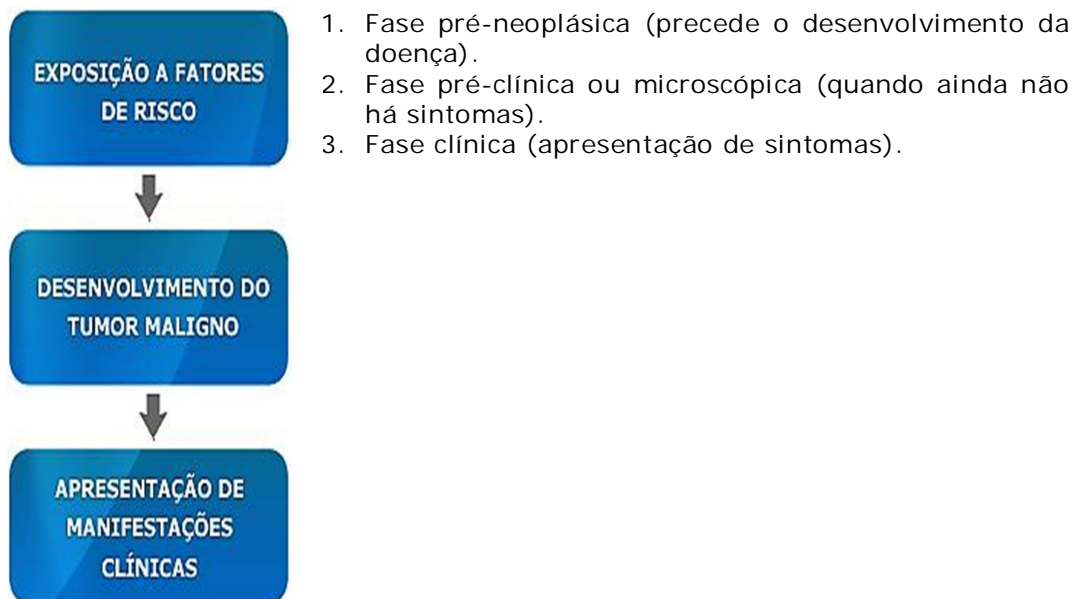 EXPOSIÇÃO A FATORES
DE RISCO
DESENVOLVIMENTO DO
TUMOR MALIGNO
APRESENTAÇÃO DE
MANIFESTAÇÕES
CLÍNICAS
1. Fase pré-neoplásica (precede o desenvolvimento da
doença).
2. Fase pré-clínica ou microscópica (quando ainda não
há sintomas).
3. Fase clínica (apresentação de sintomas).